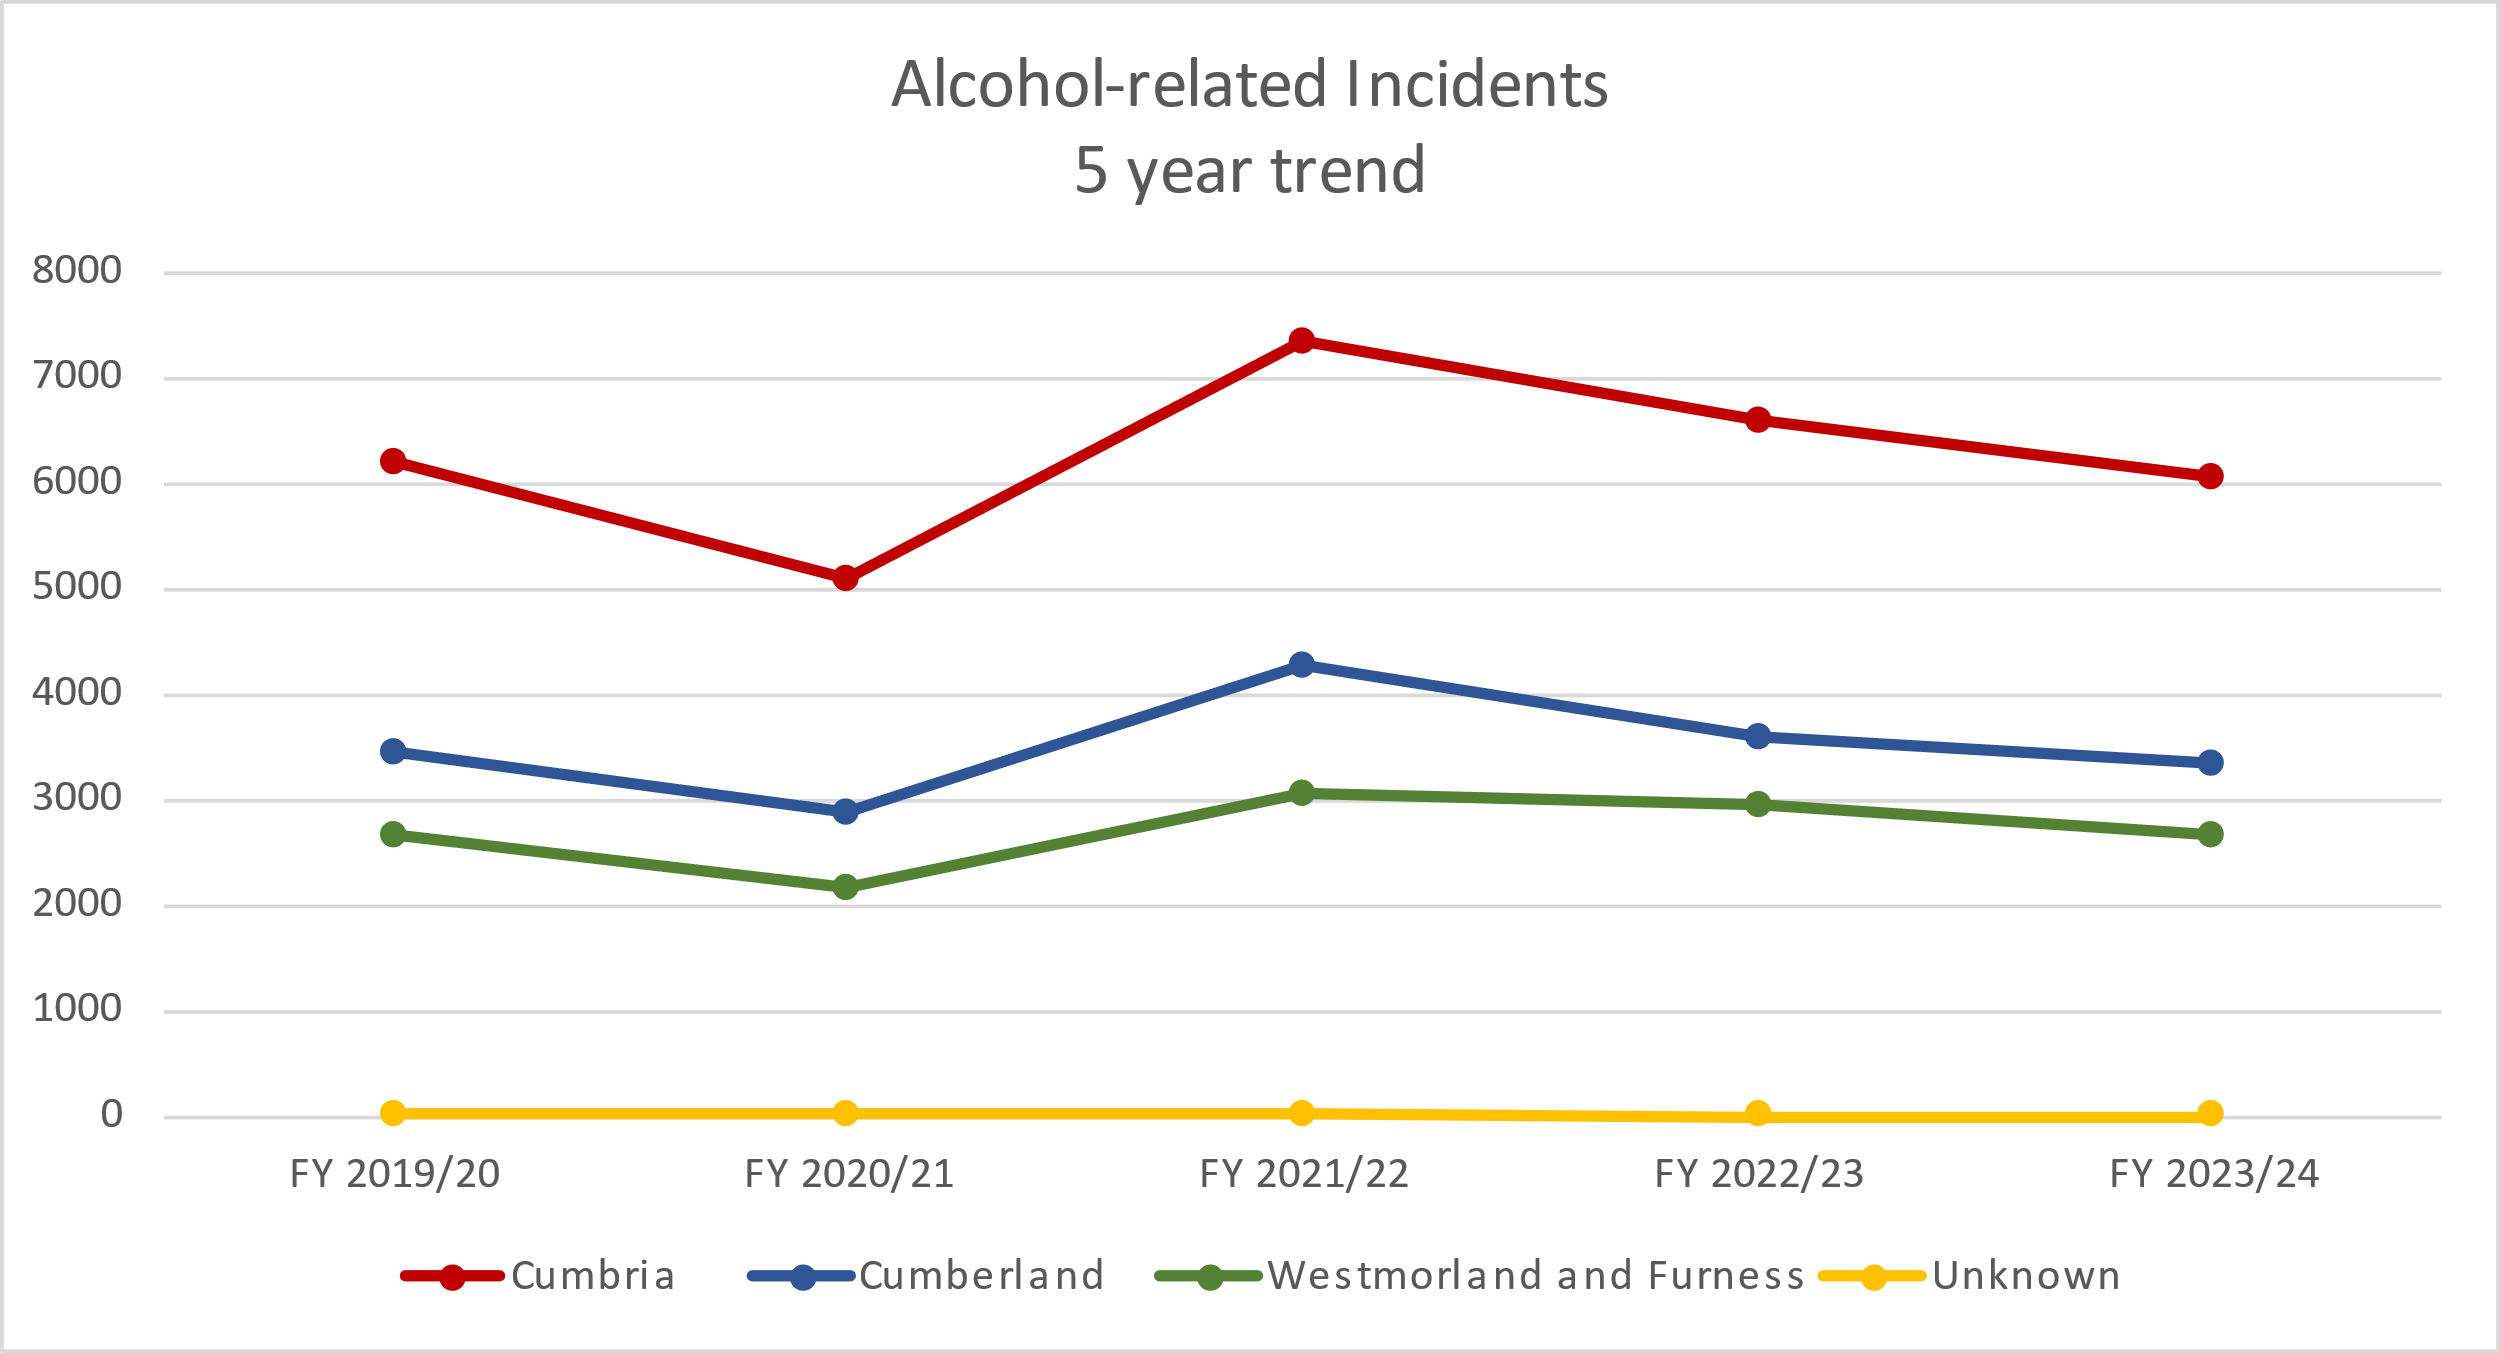 Alcohol-related Incidents
5 year trend
8000
7000
6000
5000
4000
3000
2000
1000
0
FY 2019/20 FY 2020/21 FY 2021/22 FY 2022/23 FY 2023/24
Cumbria Cumberland Westmorland and Furness Unknown